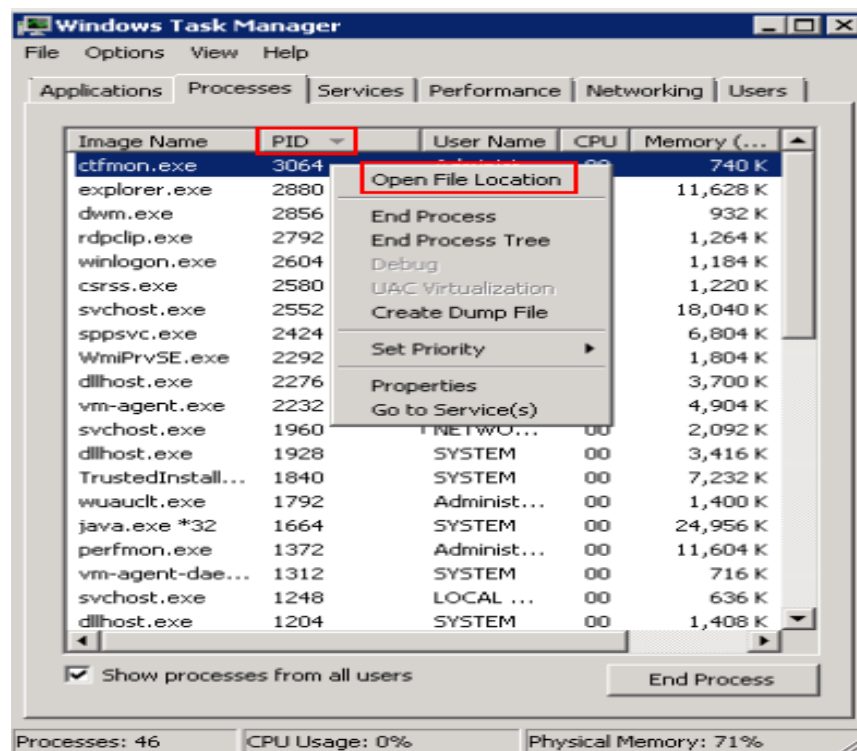 Windows Task Manager
File Options View Help
Applications Processes Services Performance Networking Users
Image Name PID User Name CPU Memory (...
ctfmon.exe 3064 00 740 K
explorer.exe 2880 11,628 K
dwm.exe 2856 932 K
rdpclip.exe 2792 1,264 K
winlogon.exe 2604 1,184 K
csrss.exe 2580 1,220 K
svchost.exe 2552 18,040 K
sppsvc.exe 2424 6,804 K
WmiPrvSE.exe 2292 1,804 K
dllhost.exe 2276 3,700 K
vm-agent.exe 2232 4,904 K
svchost.exe 1960 NETWO... 00 2,092 K
dllhost.exe 1928 SYSTEM 00 3,416 K
TrustedInstall... 1840 SYSTEM 00 7,232 K
wuauclt.exe 1792 Administ... 00 1,400 K
java.exe *32 1664 SYSTEM 00 24,956 K
perfmon.exe 1372 Administ... 00 11,604 K
vm-agent-dae... 1312 SYSTEM 00 716 K
svchost.exe 1248 LOCAL ... 00 636 K
dllhost.exe 1204 SYSTEM 00 1,408 K
Open File Location
End Process
End Process Tree
Debug
UAC Virtualization
Create Dump File
Set Priority
Properties
Go to Service(s)
Show processes from all users
End Process
Processes: 46 CPU Usage: 0% Physical Memory: 71%